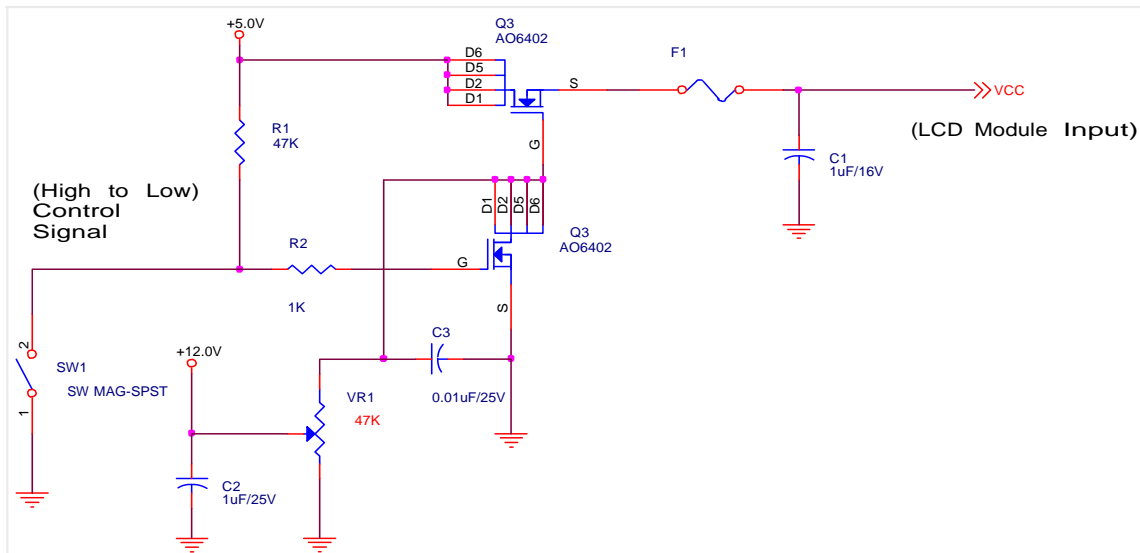 +5.0V
Q3
AO6402
D6
D5
D2
D1
S
F1
VCC
(LCD Module Input)
R1
47K
G
C1
1uF/16V
(High to Low)
Control
Signal
D1
D2
D5
D6
Q3
AO6402
R2
G
1K
S
2
SW1
SW MAG-SPST
1
+12.0V
C3
0.01uF/25V
VR1
47K
C2
1uF/25V